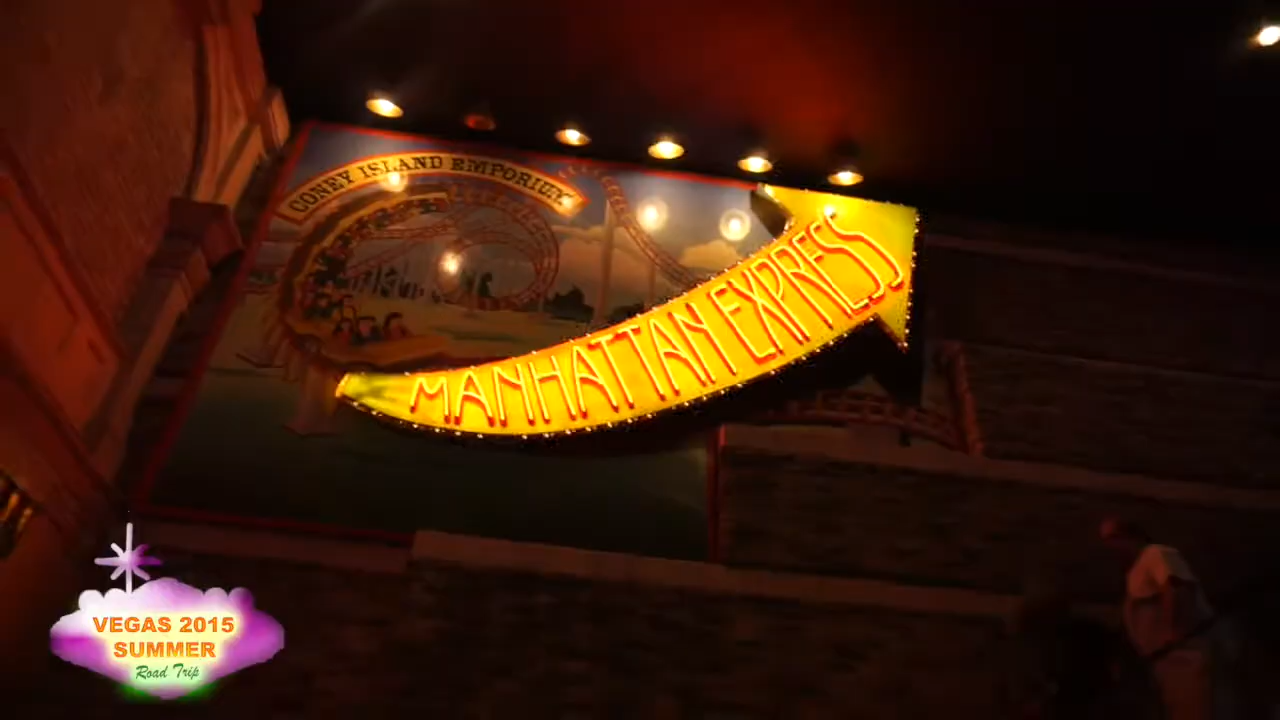 CONEY ISLAND EMPORIUM
MANHATTAN EXPRESS
VEGAS 2015
SUMMER
Road Trip